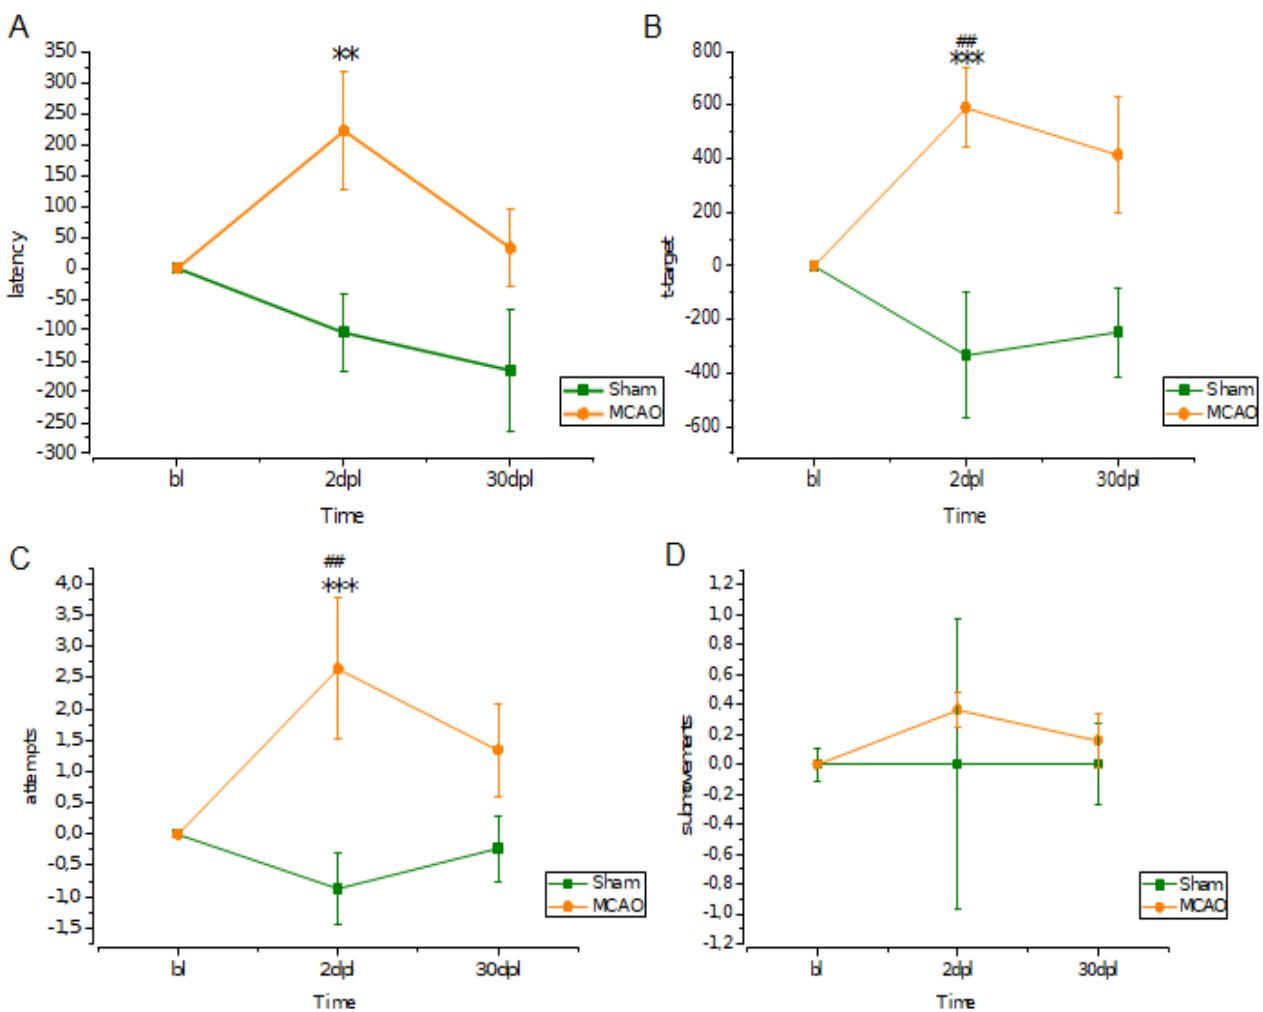 A
**
350
300
250
200
150
100
50
0
-50
-100
-150
-200
-250
-300
latency
bl 2dpl 30dpl
Time
Sham
MCAO
B
##
***
800
600
400
200
0
-200
-400
-600
t-target
bl 2dpl 30dpl
Time
Sham
MCAO
C
##
***
4,0
3,5
3,0
2,5
2,0
1,5
1,0
0,5
0,0
-0,5
-1,0
-1,5
attempts
bl 2dpl 30dpl
Time
Sham
MCAO
D
1,2
1,0
0,8
0,6
0,4
0,2
0,0
-0,2
-0,4
-0,6
-0,8
-1,0
-1,2
submovements
bl 2dpl 30dpl
Time
Sham
MCAO